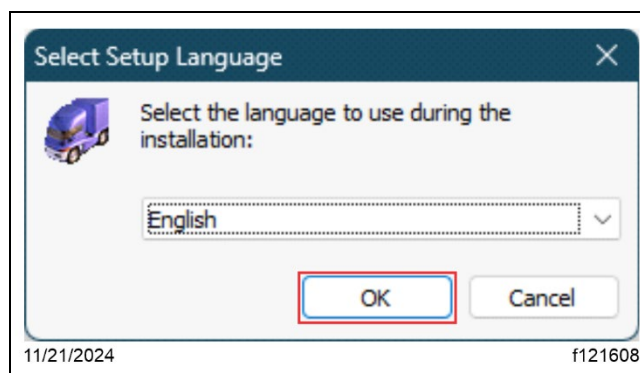 Select Setup Language
Select the language to use during the
installation:
English
OK Cancel
11/21/2024 f121608